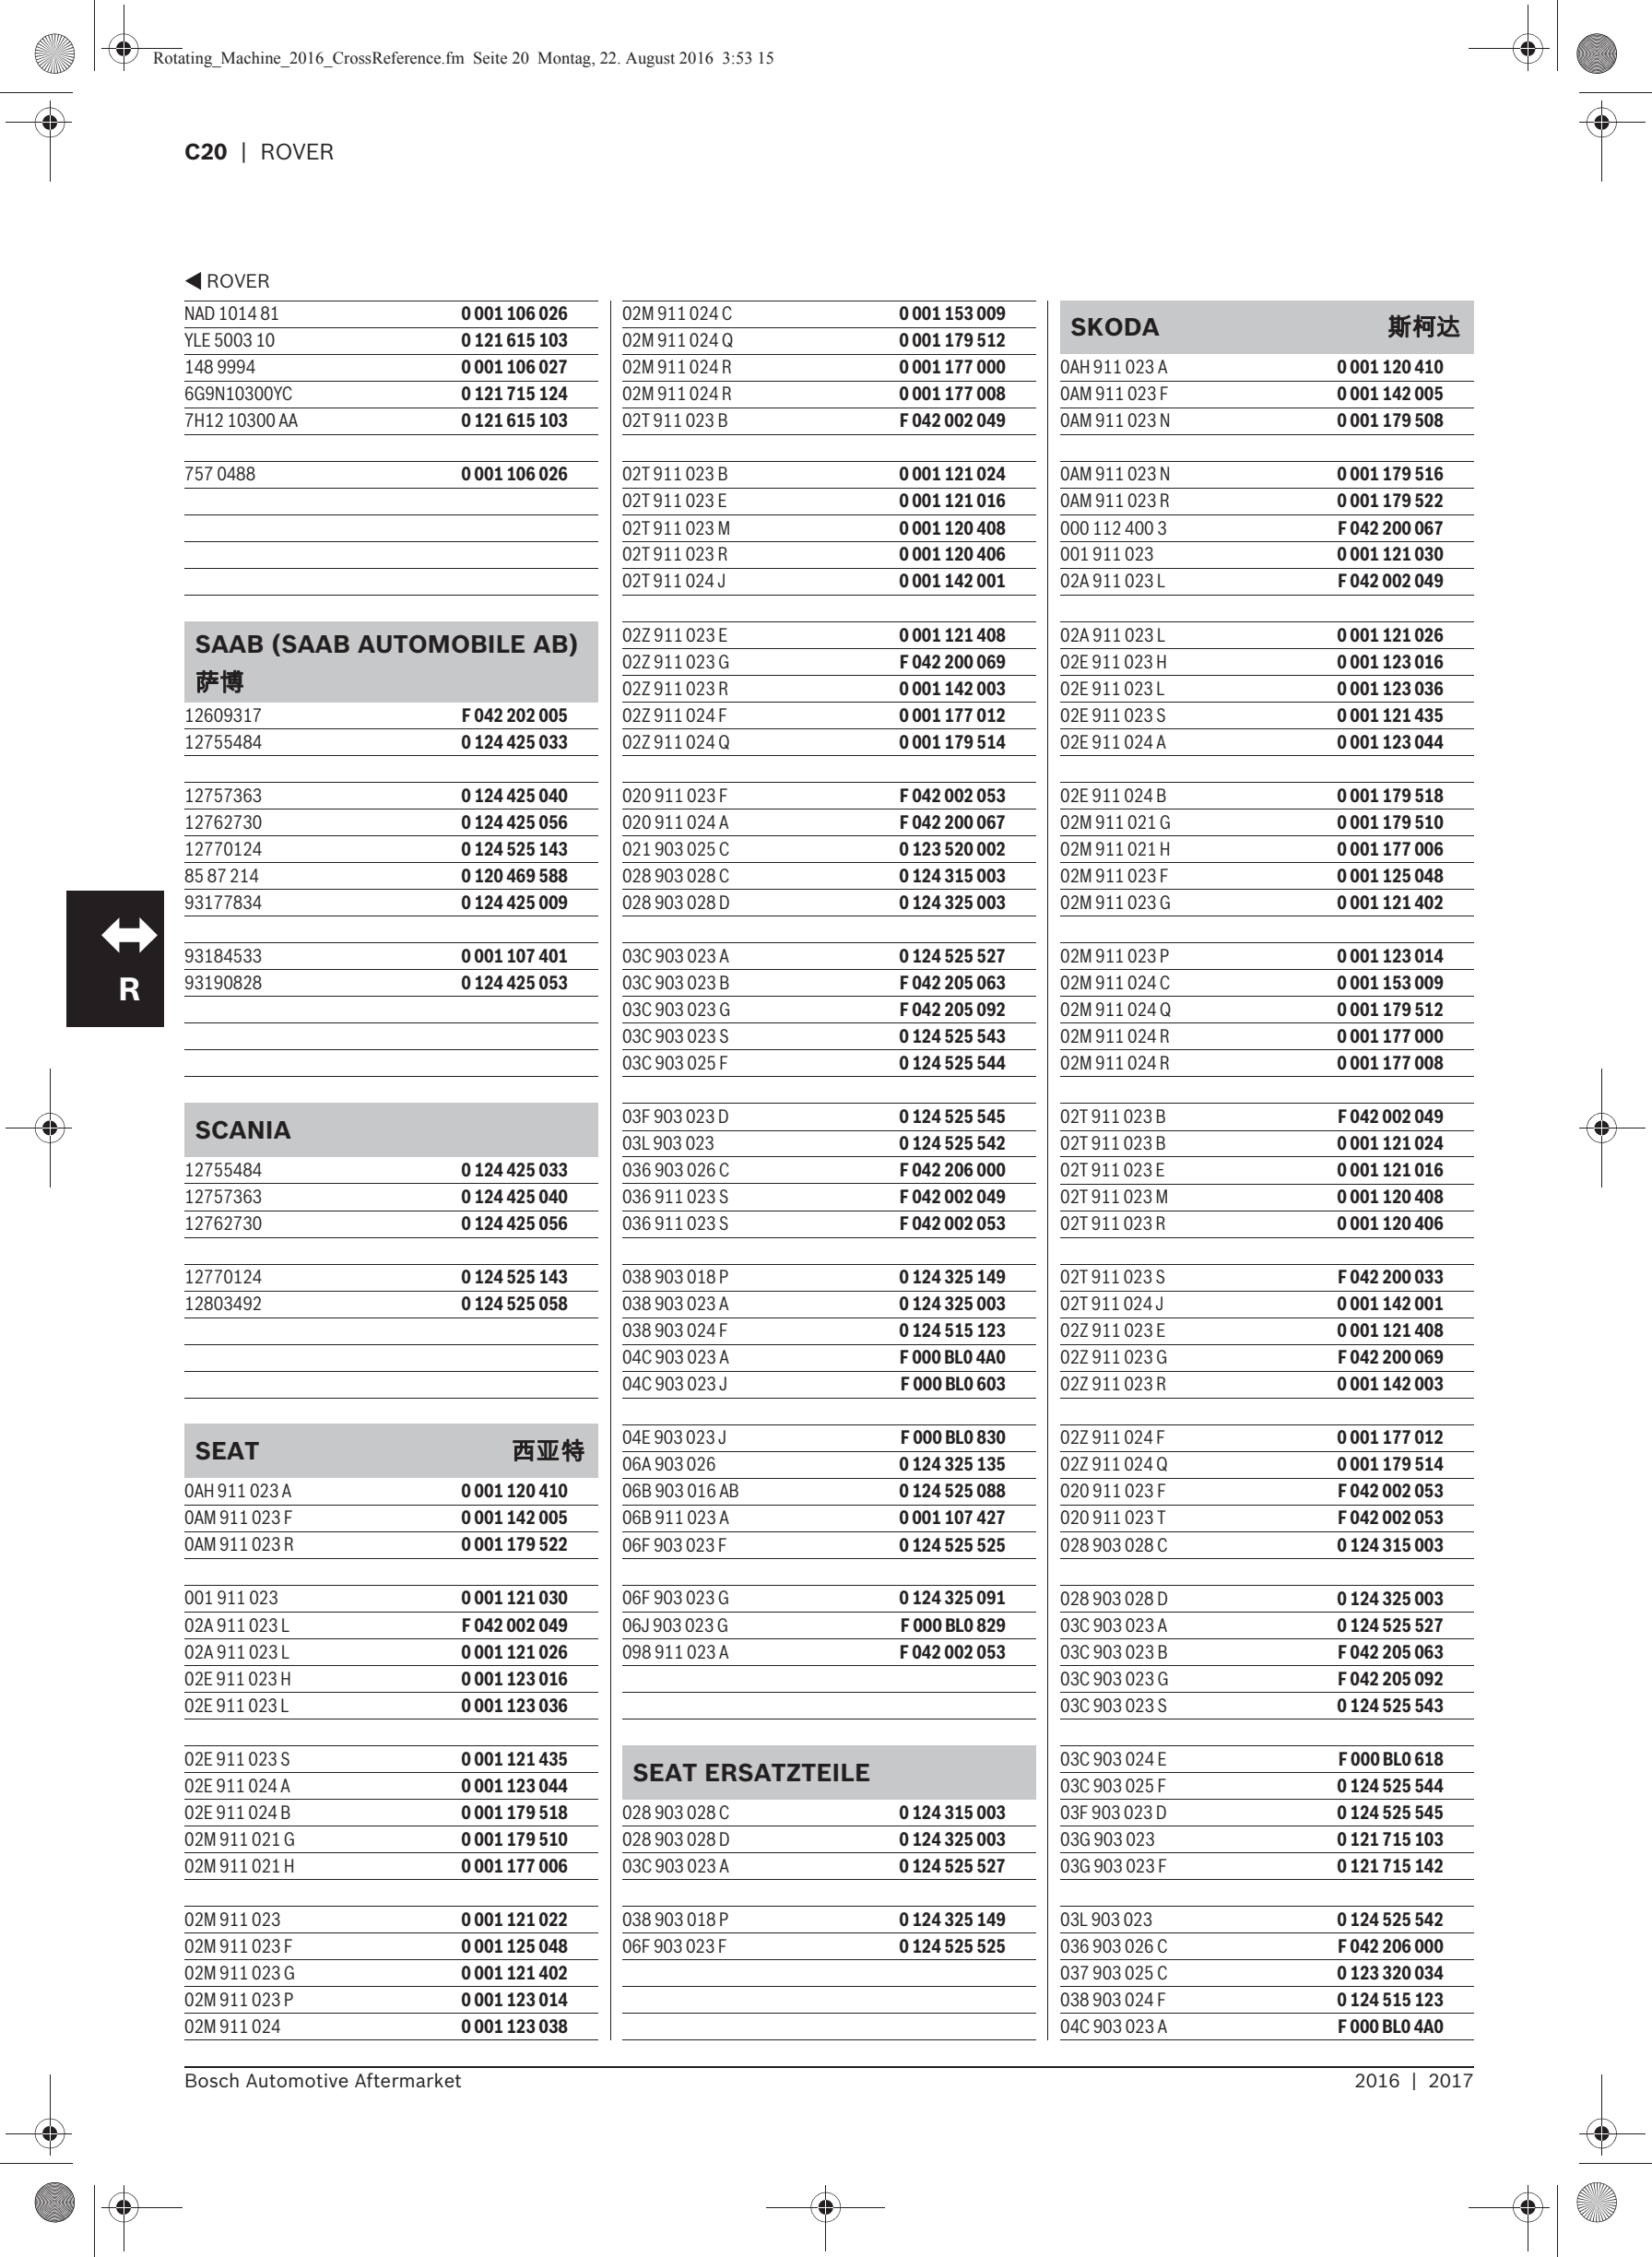 Rotating_Machine_2016_CrossReference.fm Seite 20 Montag, 22. August 2016 3:53 15
C20 | ROVER
◀ ROVER
NAD 1014 81 0 001 106 026
YLE 5003 10 0 121 615 103
148 9994 0 001 106 027
6G9N10300YC 0 121 715 124
7H12 10300 AA 0 121 615 103
757 0488 0 001 106 026
SAAB (SAAB AUTOMOBILE AB)
萨博
12609317 F 042 202 005
12755484 0 124 425 033
12757363 0 124 425 040
12762730 0 124 425 056
12770124 0 124 525 143
85 87 214 0 120 469 588
93177834 0 124 425 009
93184533 0 001 107 401
93190828 0 124 425 053
R
SCANIA
12755484 0 124 425 033
12757363 0 124 425 040
12762730 0 124 425 056
12770124 0 124 525 143
12803492 0 124 525 058
SEAT 西亚特
0AH 911 023 A 0 001 120 410
0AM 911 023 F 0 001 142 005
0AM 911 023 R 0 001 179 522
001 911 023 0 001 121 030
02A 911 023 L F 042 002 049
02A 911 023 L 0 001 121 026
02E 911 023 H 0 001 123 016
02E 911 023 L 0 001 123 036
02E 911 023 S 0 001 121 435
02E 911 024 A 0 001 123 044
02E 911 024 B 0 001 179 518
02M 911 021 G 0 001 179 510
02M 911 021 H 0 001 177 006
02M 911 023 0 001 121 022
02M 911 023 F 0 001 125 048
02M 911 023 G 0 001 121 402
02M 911 023 P 0 001 123 014
02M 911 024 0 001 123 038
02M 911 024 C 0 001 153 009
02M 911 024 Q 0 001 179 512
02M 911 024 R 0 001 177 000
02M 911 024 R 0 001 177 008
02T 911 023 B F 042 002 049
02T 911 023 B 0 001 121 024
02T 911 023 E 0 001 121 016
02T 911 023 M 0 001 120 408
02T 911 023 R 0 001 120 406
02T 911 024 J 0 001 142 001
02Z 911 023 E 0 001 121 408
02Z 911 023 G F 042 200 069
02Z 911 023 R 0 001 142 003
02Z 911 024 F 0 001 177 012
02Z 911 024 Q 0 001 179 514
020 911 023 F F 042 002 053
020 911 024 A F 042 200 067
021 903 025 C 0 123 520 002
028 903 028 C 0 124 315 003
028 903 028 D 0 124 325 003
03C 903 023 A 0 124 525 527
03C 903 023 B F 042 205 063
03C 903 023 G F 042 205 092
03C 903 023 S 0 124 525 543
03C 903 025 F 0 124 525 544
03F 903 023 D 0 124 525 545
03L 903 023 0 124 525 542
036 903 026 C F 042 206 000
036 911 023 S F 042 002 049
036 911 023 S F 042 002 053
038 903 018 P 0 124 325 149
038 903 023 A 0 124 325 003
038 903 024 F 0 124 515 123
04C 903 023 A F 000 BL0 4A0
04C 903 023 J F 000 BL0 603
04E 903 023 J F 000 BL0 830
06A 903 026 0 124 325 135
06B 903 016 AB 0 124 525 088
06B 911 023 A 0 001 107 427
06F 903 023 F 0 124 525 525
06F 903 023 G 0 124 325 091
06J 903 023 G F 000 BL0 829
098 911 023 A F 042 002 053
SEAT ERSATZTEILE
028 903 028 C 0 124 315 003
028 903 028 D 0 124 325 003
03C 903 023 A 0 124 525 527
038 903 018 P 0 124 325 149
06F 903 023 F 0 124 525 525
SKODA 斯柯达
0AH 911 023 A 0 001 120 410
0AM 911 023 F 0 001 142 005
0AM 911 023 N 0 001 179 508
0AM 911 023 N 0 001 179 516
0AM 911 023 R 0 001 179 522
000 112 400 3 F 042 200 067
001 911 023 0 001 121 030
02A 911 023 L F 042 002 049
02A 911 023 L 0 001 121 026
02E 911 023 H 0 001 123 016
02E 911 023 L 0 001 123 036
02E 911 023 S 0 001 121 435
02E 911 024 A 0 001 123 044
02E 911 024 B 0 001 179 518
02M 911 021 G 0 001 179 510
02M 911 021 H 0 001 177 006
02M 911 023 F 0 001 125 048
02M 911 023 G 0 001 121 402
02M 911 023 P 0 001 123 014
02M 911 024 C 0 001 153 009
02M 911 024 Q 0 001 179 512
02M 911 024 R 0 001 177 000
02M 911 024 R 0 001 177 008
02T 911 023 B F 042 002 049
02T 911 023 B 0 001 121 024
02T 911 023 E 0 001 121 016
02T 911 023 M 0 001 120 408
02T 911 023 R 0 001 120 406
02T 911 023 S F 042 200 033
02T 911 024 J 0 001 142 001
02Z 911 023 E 0 001 121 408
02Z 911 023 G F 042 200 069
02Z 911 023 R 0 001 142 003
02Z 911 024 F 0 001 177 012
02Z 911 024 Q 0 001 179 514
020 911 023 F F 042 002 053
020 911 023 T F 042 002 053
028 903 028 C 0 124 315 003
028 903 028 D 0 124 325 003
03C 903 023 A 0 124 525 527
03C 903 023 B F 042 205 063
03C 903 023 G F 042 205 092
03C 903 023 S 0 124 525 543
03C 903 024 E F 000 BL0 618
03C 903 025 F 0 124 525 544
03F 903 023 D 0 124 525 545
03G 903 023 0 121 715 103
03G 903 023 F 0 121 715 142
03L 903 023 0 124 525 542
036 903 026 C F 042 206 000
037 903 025 C 0 123 320 034
038 903 024 F 0 124 515 123
04C 903 023 A F 000 BL0 4A0
Bosch Automotive Aftermarket 2016 | 2017